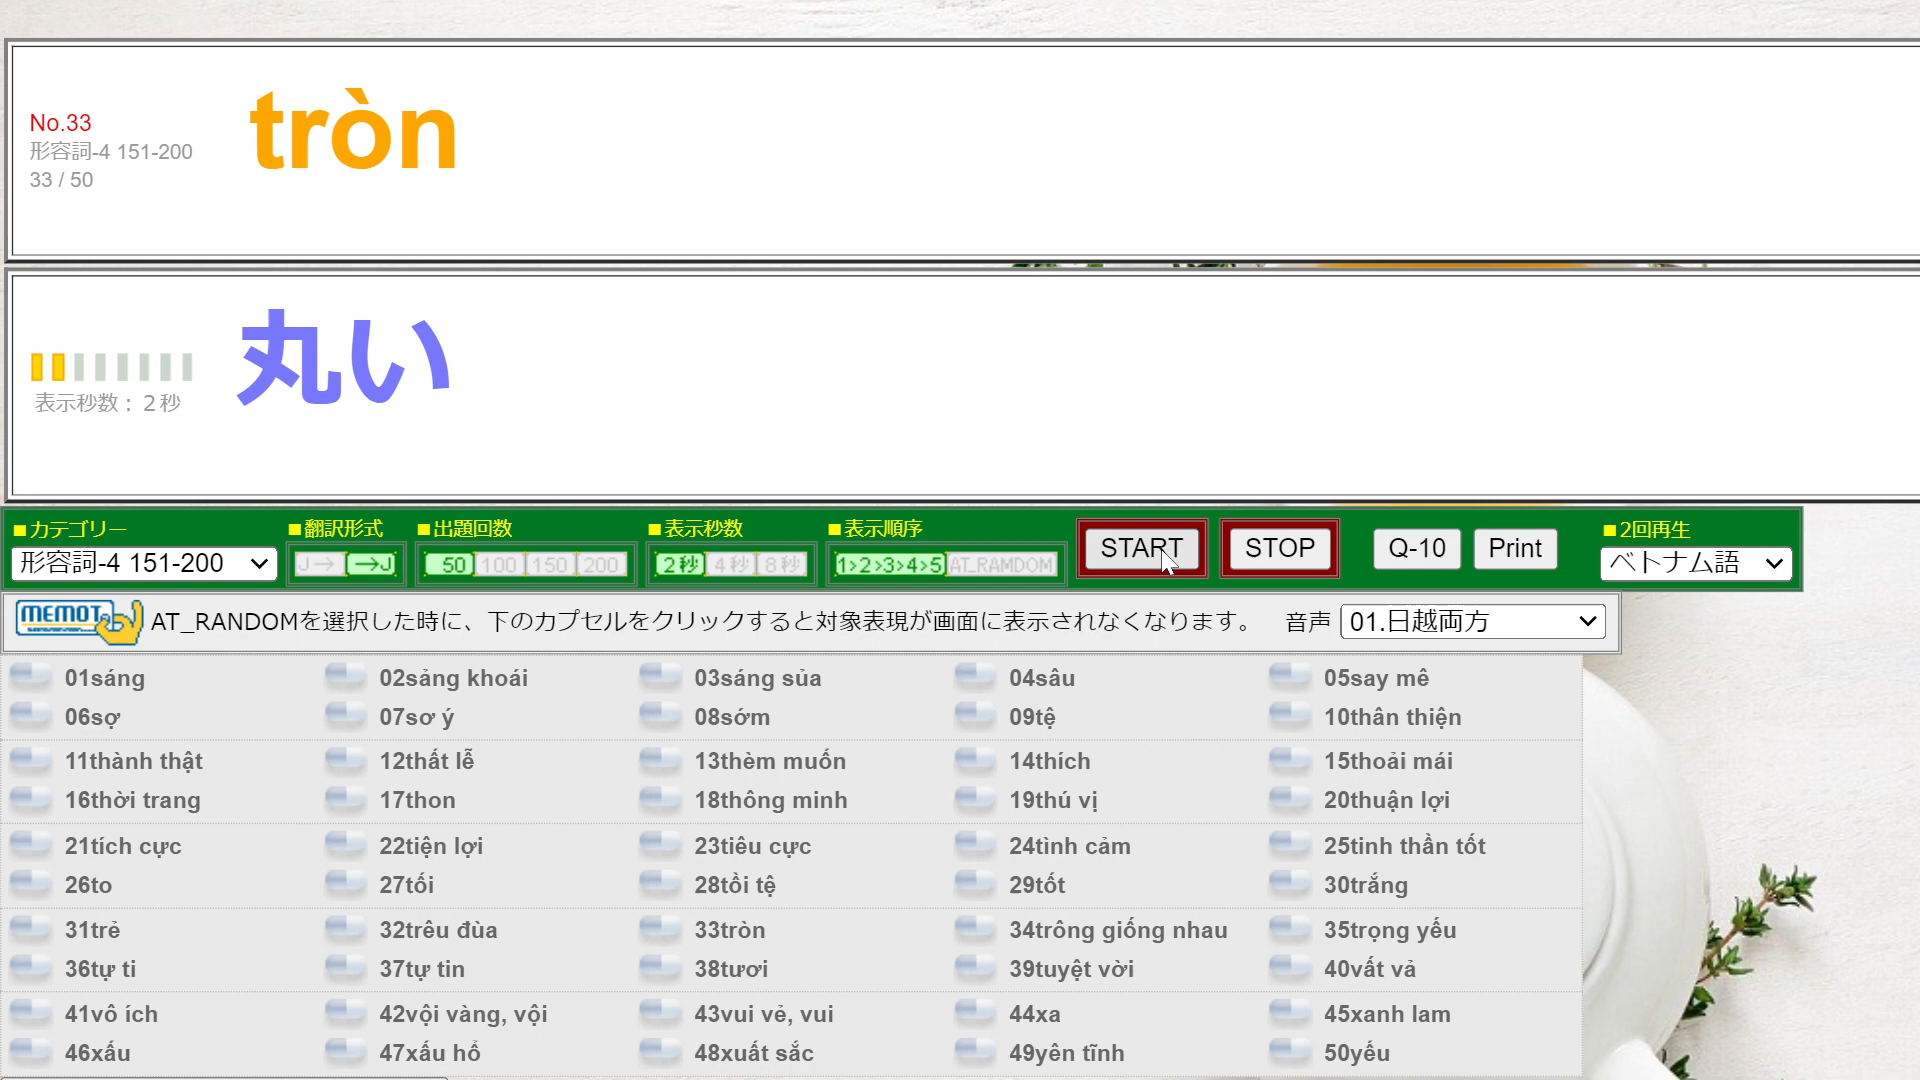 No.33
形容詞-4 151-200
33 / 50
tròn
丸い
表示秒数：２秒
■カテゴリー
■翻訳形式
■出題回数
■表示秒数
■表示順序
■2回再生
形容詞-4 151-200
J→ →J
50 100 150 200
2秒 4秒 8秒
1>2>3>4>5 AT_RAMDOM
START
STOP
Q-10
Print
ベトナム語
MEMOT
AT_RANDOMを選択した時に、下のカプセルをクリックすると対象表現が画面に表示されなくなります。
音声 01.日越両方
01sáng 02sảng khoái 03sáng sủa 04sâu 05say mê
06sợ 07sơ ý 08sớm 09tệ 10thân thiện
11thành thật 12thất lễ 13thèm muốn 14thích 15thoải mái
16thời trang 17thon 18thông minh 19thú vị 20thuận lợi
21tích cực 22tiện lợi 23tiêu cực 24tình cảm 25tinh thần tốt
26to 27tối 28tồi tệ 29tốt 30trắng
31trẻ 32trêu đùa 33tròn 34trông giống nhau 35trọng yếu
36tự ti 37tự tin 38tươi 39tuyệt vời 40vất vả
41vô ích 42vội vàng, vội 43vui vẻ, vui 44xa 45xanh lam
46xấu 47xấu hổ 48xuất sắc 49yên tĩnh 50yếu